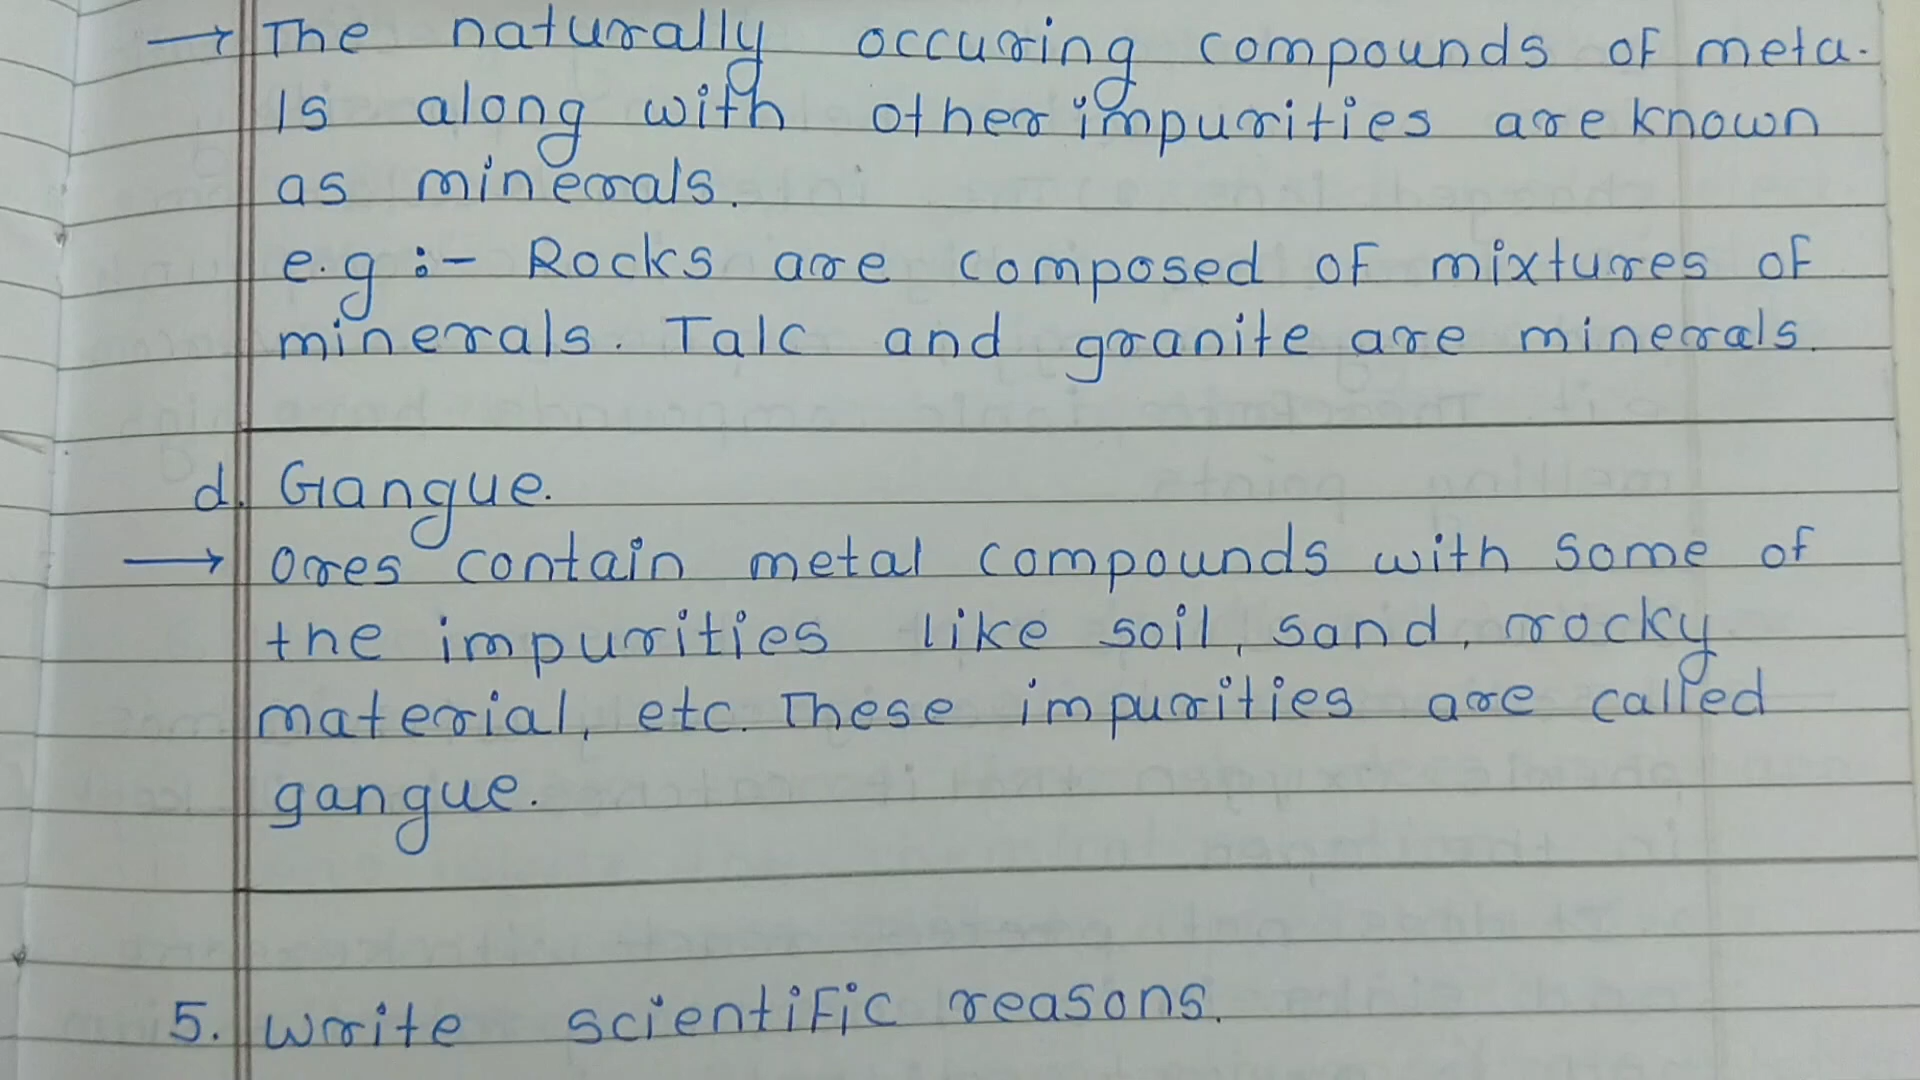 → The naturally occuring compounds of meta-
ls along with other impurities are known
as minerals.
e.g :- Rocks are composed of mixtures of
minerals. Talc and granite are minerals.
d. Gangue.
→ Ores contain metal compounds with some of
the impurities like soil, sand, rocky
material, etc. These impurities are called
gangue.
5. Write scientific reasons.